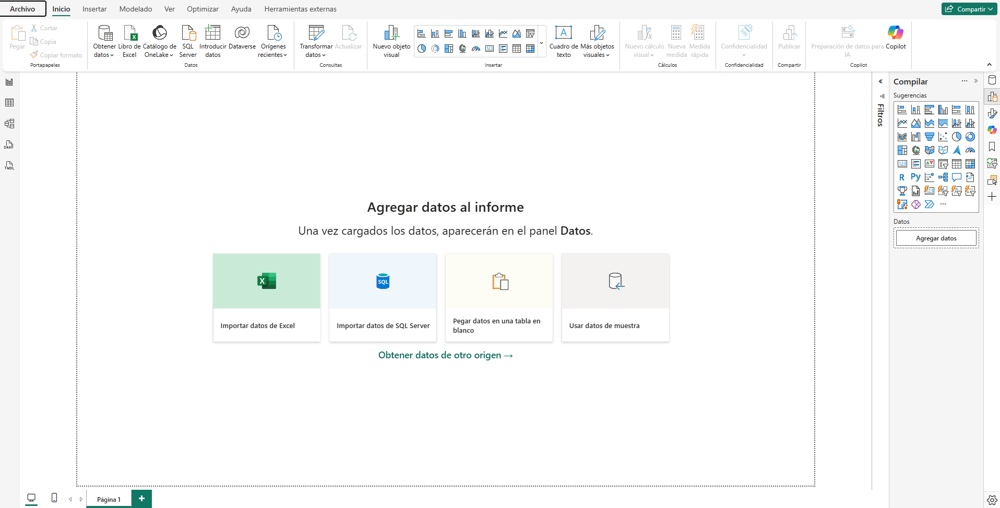 Archivo
Inicio
Insertar
Modelado
Ver
Optimizar
Ayuda
Herramientas externas
Compartir
Pegar
Cortar
Copia
Copiar formato
Portapapeles
Obtener
datos
Libro de
Excel
Catálogo de
OneLake
SQL
Server
Introducir
datos
Dataverse
Orígenes
recientes
Datos
Transformar
datos
Actualizar
Consultas
Nuevo objeto
visual
Cuadro de
texto
Más objetos
visuales
Insertar
Nuevo cálculo
visual
Nueva
medida
Medida
rápida
Cálculos
Confidencialidad
Confidencialidad
Publicar
Compartir
Preparación de datos para
IA
Copilot
Copilot
DAX
TMDL
Agregar datos al informe
Una vez cargados los datos, aparecerán en el panel Datos.
SQL
Importar datos de Excel
Importar datos de SQL Server
Pegar datos en una tabla en
blanco
Usar datos de muestra
Obtener datos de otro origen →
Filtros
Compilar
Sugerencias
123
R
Py
123
Datos
Agregar datos
Página 1